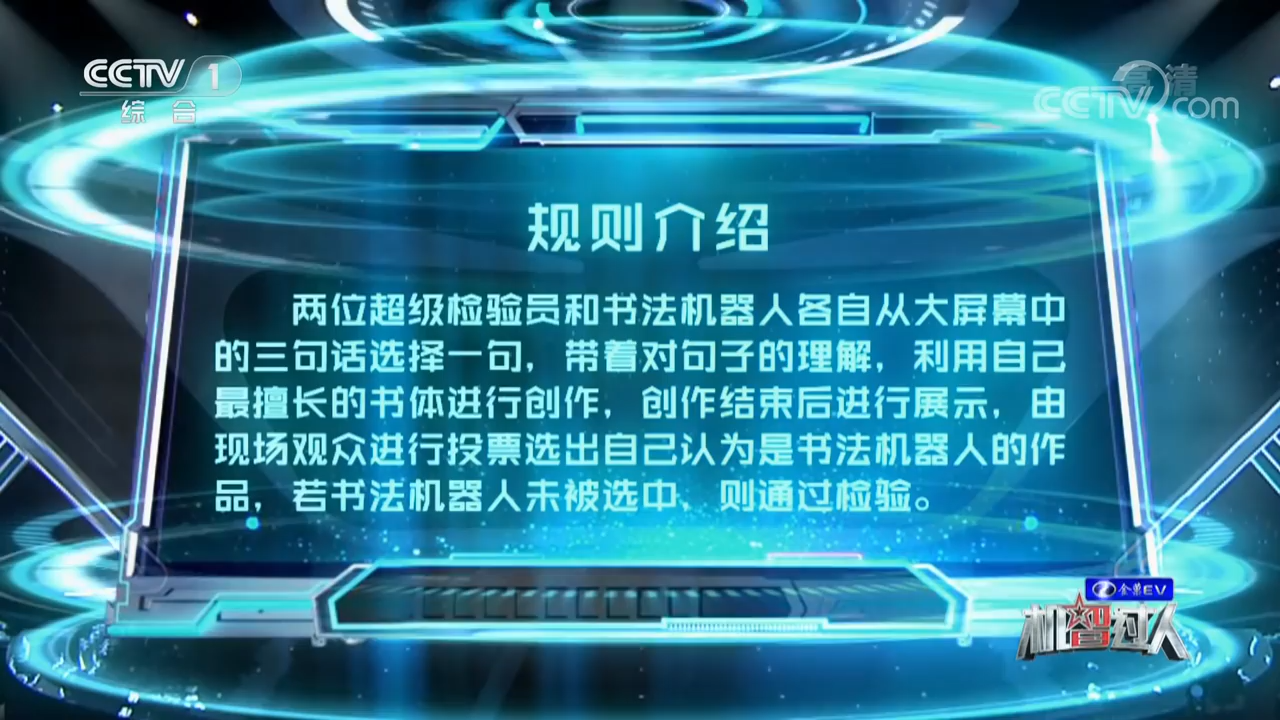 CCTV 1
综合
高清
CCTV.com
规则介绍
两位超级检验员和书法机器人各自从大屏幕中
的三句话选择一句，带着对句子的理解，利用自己
最擅长的书体进行创作，创作结束后进行展示，由
现场观众进行投票选出自己认为是书法机器人的作
品，若书法机器人未被选中，则通过检验。
金菓EV
机智过人